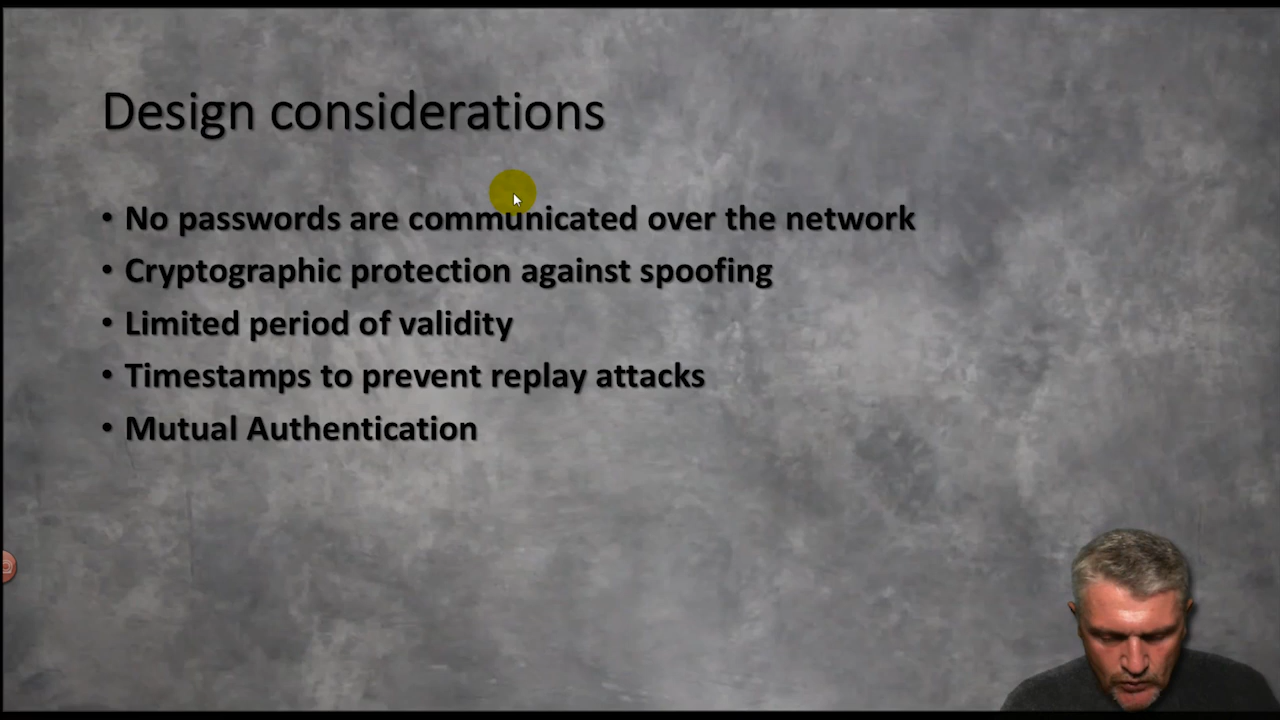 Design considerations
• No passwords are communicated over the network
• Cryptographic protection against spoofing
• Limited period of validity
• Timestamps to prevent replay attacks
• Mutual Authentication